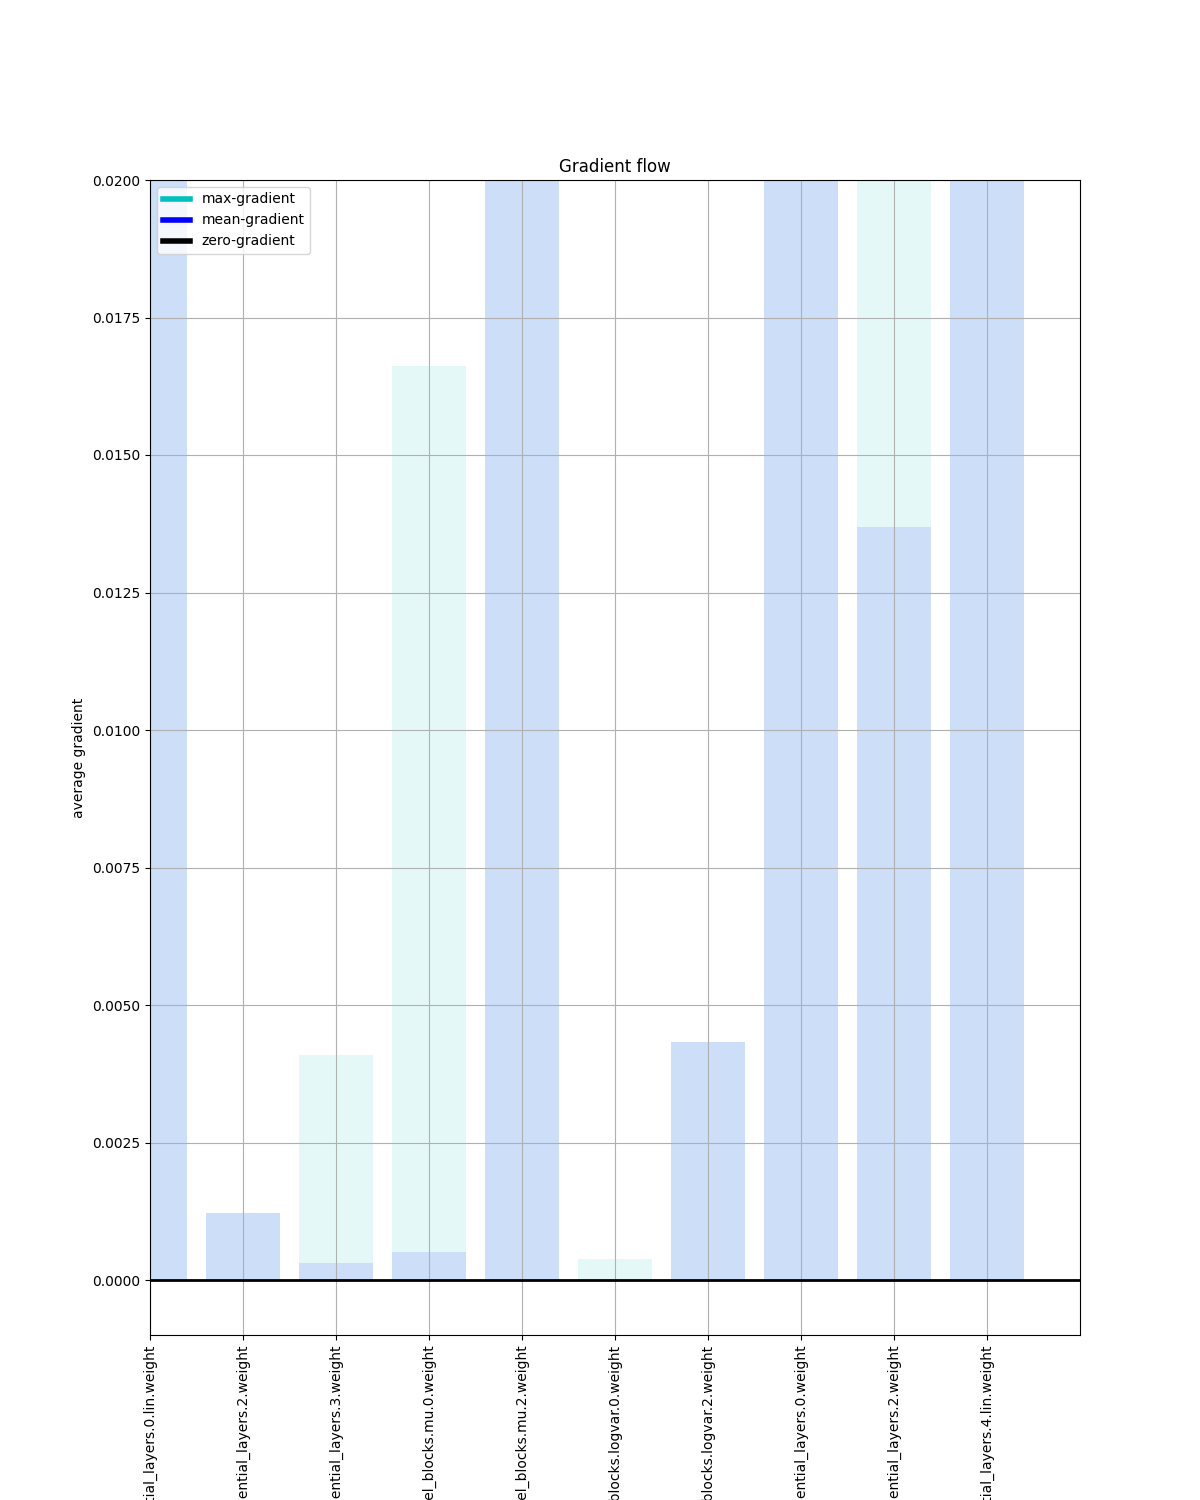 Gradient flow
max-gradient
mean-gradient
zero-gradient
0.0200
0.0175
0.0150
0.0125
0.0100
0.0075
0.0050
0.0025
0.0000
average gradient
tial_layers.0.lin.weight
ential_layers.2.weight
ential_layers.3.weight
el_blocks.mu.0.weight
el_blocks.mu.2.weight
blocks.logvar.0.weight
blocks.logvar.2.weight
ential_layers.0.weight
ential_layers.2.weight
tial_layers.4.lin.weight